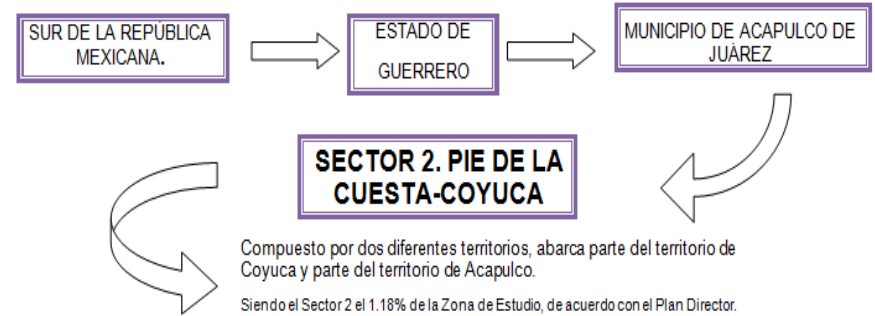 SUR DE LA REPÚBLICA
MEXICANA.
ESTADO DE
GUERRERO
MUNICIPIO DE ACAPULCO DE
JUÀREZ
SECTOR 2. PIE DE LA
CUESTA-COYUCA
Compuesto por dos diferentes territorios, abarca parte del territorio de
Coyuca y parte del territorio de Acapulco.
Siendo el Sector 2 el 1.18% de la Zona de Estudio, de acuerdo con el Plan Director.